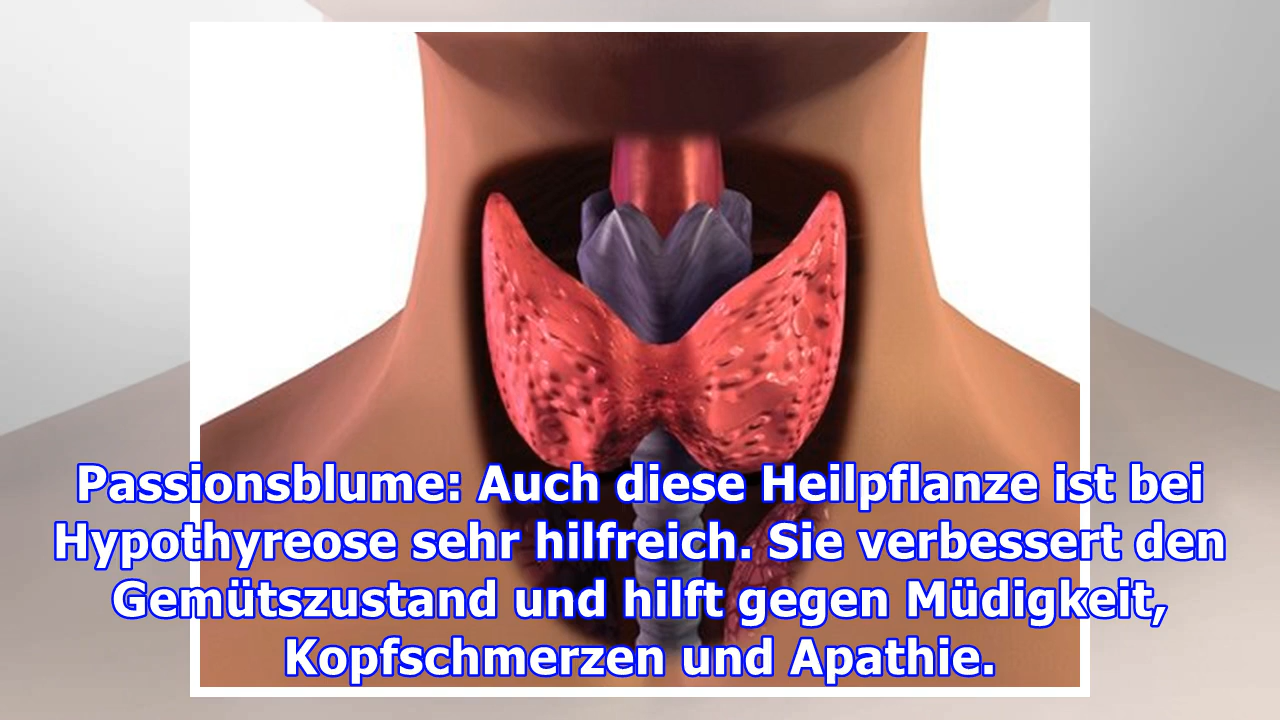 Passionsblume: Auch diese Heilpflanze ist bei
Hypothyreose sehr hilfreich. Sie verbessert den
Gemütszustand und hilft gegen Müdigkeit,
Kopfschmerzen und Apathie.